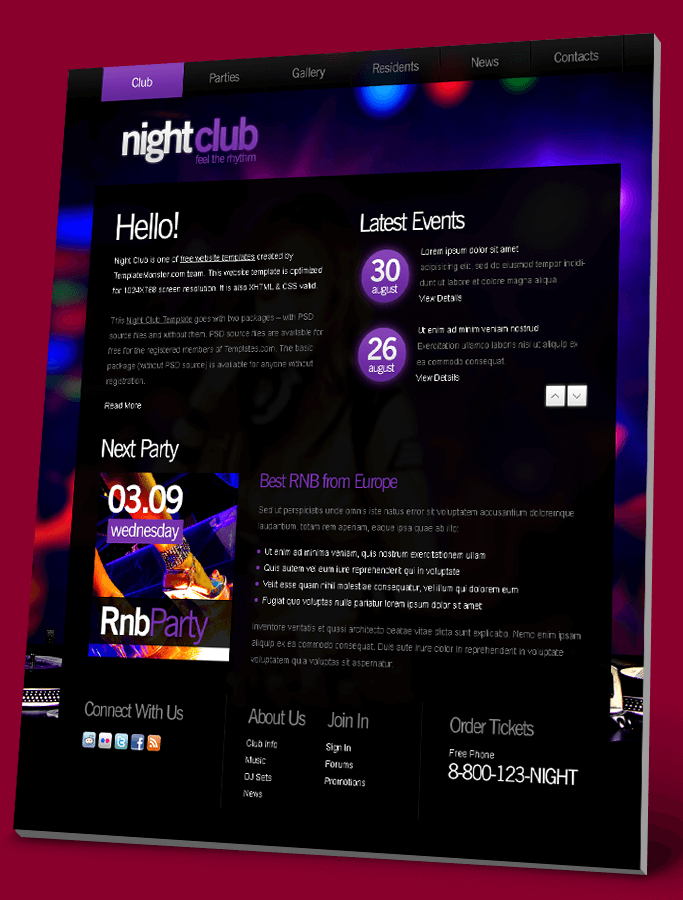 Club Parties Gallery Residents News Contacts
nightclub
feel the rhythm
Hello!
Night Club is one of free website templates created by
TemplateMonster.com team. This website template is optimized
for 1024X768 screen resolution. It is also XHTML & CSS valid.
This Night Club Template goes with two packages – with PSD
source files and without them. PSD source files are available for
free for the registered members of Templates.com. The basic
package (without PSD source) is available for anyone without
registration.
Read More
Latest Events
30
august
Lorem ipsum dolor sit amet
adipisicing elit, sed do eiusmod tempor incidi-
dunt ut labore et dolore magna aliqua
View Details
26
august
Ut enim ad minim veniam nostrud
Exercitation ullamco laboris nisi ut aliquip ex
ea commodo consequat.
View Details
Next Party
03.09
wednesday
RnbParty
Best RNB from Europe
Sed ut perspiciatis unde omnis iste natus error sit voluptatem accusantium doloremque
laudantium, totam rem aperiam, eaque ipsa quae ab illo:
Ut enim ad minima veniam, quis nostrum exercitationem ullam
Quis autem vel eum iure reprehenderit qui in voluptate
Velit esse quam nihil molestiae consequatur, vel illum qui dolorem eum
Fugiat quo voluptas nulla pariatur lorem ipsum dolor sit amet
Inventore veritatis et quasi architecto beatae vitae dicta sunt explicabo. Nemo enim ipsam
aliquip ex ea commodo consequat. Duis aute irure dolor in reprehenderit in voluptate
voluptatem quia voluptas sit aspernatur.
Connect With Us
About Us
Club Info
Music
DJ Sets
News
Join In
Sign In
Forums
Promotions
Order Tickets
Free Phone
8-800-123-NIGHT